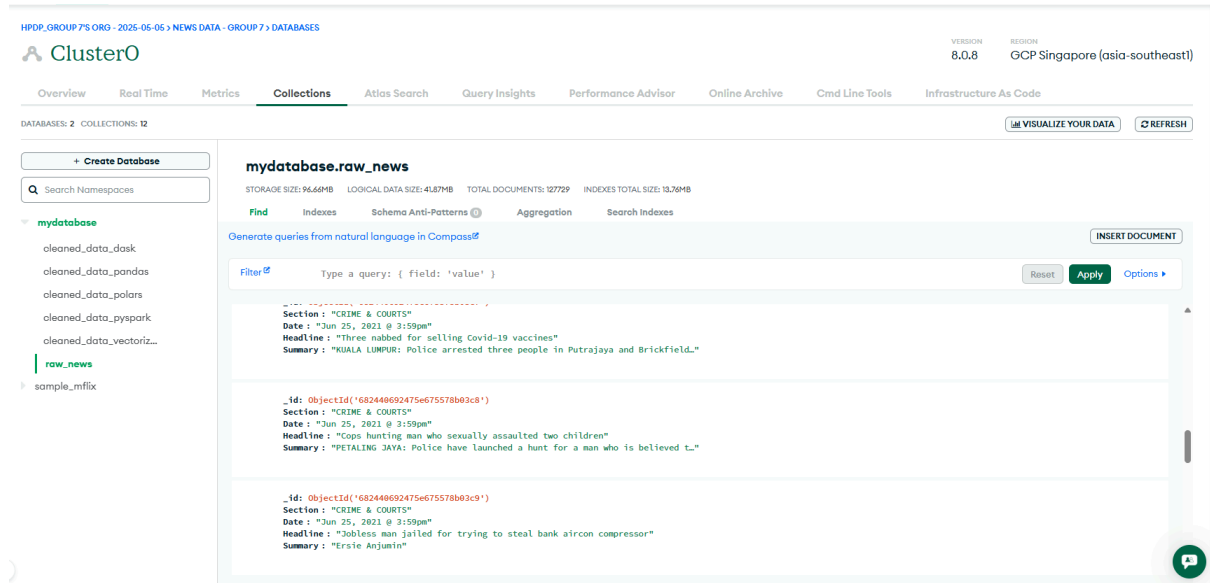 HPDP_GROUP 7'S ORG - 2025-05-05 > NEWS DATA - GROUP 7 > DATABASES
Cluster0
VERSION
8.0.8
REGION
GCP Singapore (asia-southeast1)
Overview Real Time Metrics Collections Atlas Search Query Insights Performance Advisor Online Archive Cmd Line Tools Infrastructure As Code
DATABASES: 2 COLLECTIONS: 12
VISUALIZE YOUR DATA
REFRESH
+ Create Database
Search Namespaces
mydatabase
cleaned_data_dask
cleaned_data_pandas
cleaned_data_polars
cleaned_data_pyspark
cleaned_data_vectoriz...
raw_news
sample_mflix
mydatabase.raw_news
STORAGE SIZE: 96.66MB LOGICAL DATA SIZE: 41.87MB TOTAL DOCUMENTS: 127729 INDEXES TOTAL SIZE: 13.76MB
Find Indexes Schema Anti-Patterns 0 Aggregation Search Indexes
Generate queries from natural language in Compass
INSERT DOCUMENT
Filter Type a query: { field: 'value' } Reset Apply Options
Section : "CRIME & COURTS"
Date : "Jun 25, 2021 @ 3:59pm"
Headline : "Three nabbed for selling Covid-19 vaccines"
Summary : "KUALA LUMPUR: Police arrested three people in Putrajaya and Brickfield…"
_id: ObjectId('682440692475e675578b03c8')
Section : "CRIME & COURTS"
Date : "Jun 25, 2021 @ 3:59pm"
Headline : "Cops hunting man who sexually assaulted two children"
Summary : "PETALING JAYA: Police have launched a hunt for a man who is believed t…"
_id: ObjectId('682440692475e675578b03c9')
Section : "CRIME & COURTS"
Date : "Jun 25, 2021 @ 3:59pm"
Headline : "Jobless man jailed for trying to steal bank aircon compressor"
Summary : "Ersie Anjumin"